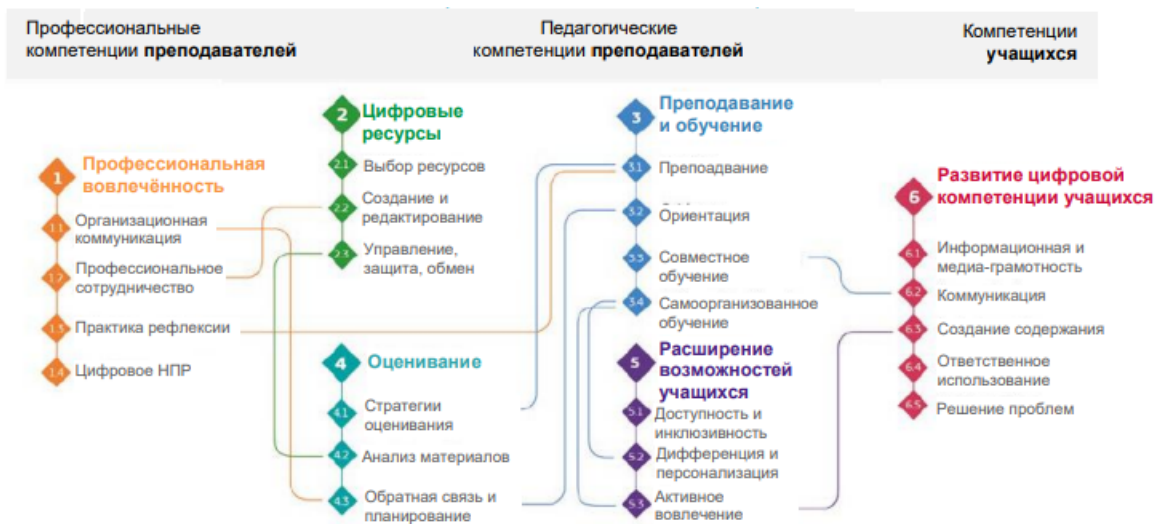 Профессиональные
компетенции преподавателей
Педагогические
компетенции преподавателей
Компетенции
учащихся
1 Профессиональная
вовлечённость
1.1 Организационная
коммуникация
1.2 Профессиональное
сотрудничество
1.3 Практика рефлексии
1.4 Цифровое НПР
2 Цифровые
ресурсы
2.1 Выбор ресурсов
2.2 Создание и
редактирование
2.3 Управление,
защита, обмен
4 Оценивание
4.1 Стратегии
оценивания
4.2 Анализ материалов
4.3 Обратная связь и
планирование
3 Преподавание
и обучение
3.1 Препоадвание
3.2 Ориентация
3.3 Совместное
обучение
3.4 Самоорганизованное
обучение
5 Расширение
возможностей
учащихся
5.1 Доступность и
инклюзивность
5.2 Дифференция и
персонализация
5.3 Активное
вовлечение
6 Развитие цифровой
компетенции учащихся
6.1 Информационная и
медиа-грамотность
6.2 Коммуникация
6.3 Создание содержания
6.4 Ответственное
использование
6.5 Решение проблем